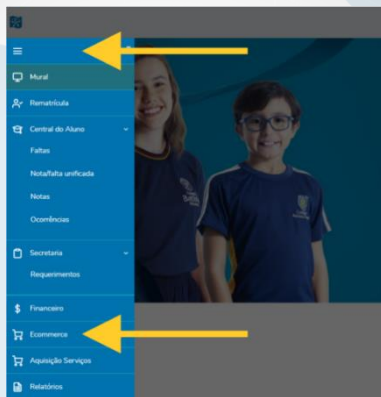 Mural
Rematrícula
Central do Aluno
Faltas
Nota/falta unificada
Notas
Ocorrências
Secretaria
Requerimentos
Financeiro
Ecommerce
Aquisição Serviços
Relatórios